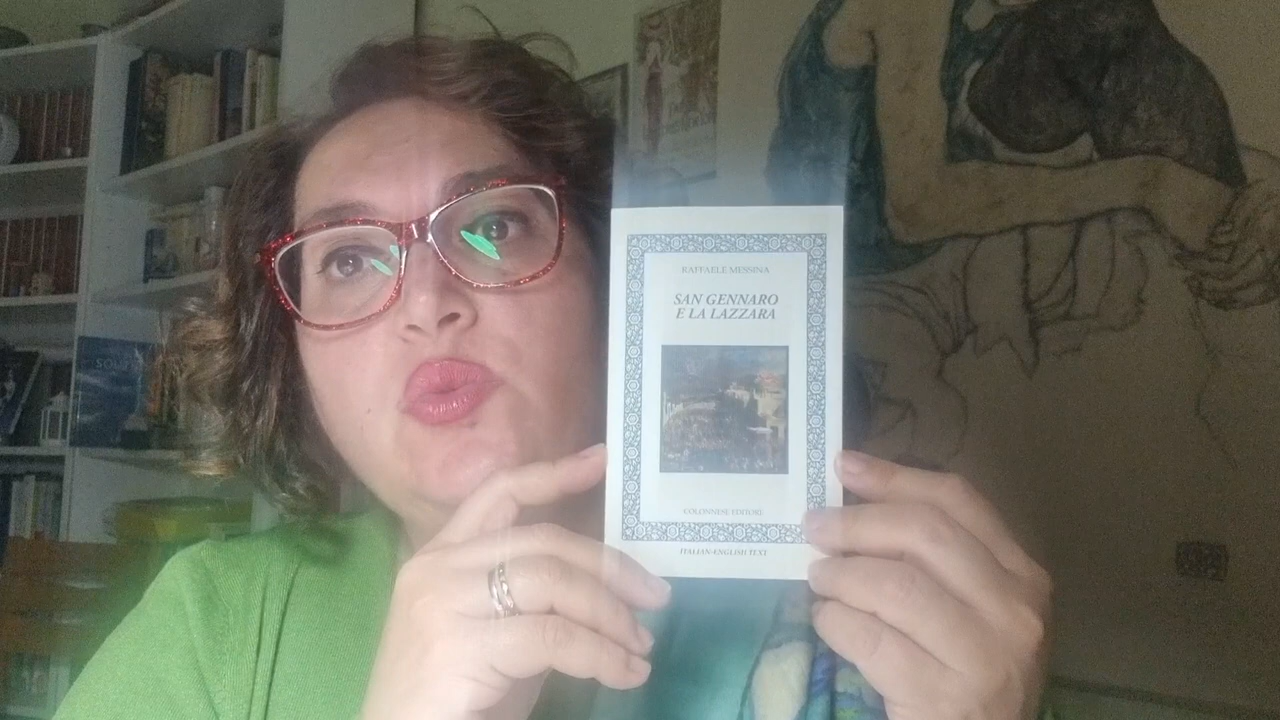 RAFFAELE MESSINA
SAN GENNARO
E LA LAZZARA
COLONNESE EDITORE
ITALIAN-ENGLISH TEXT